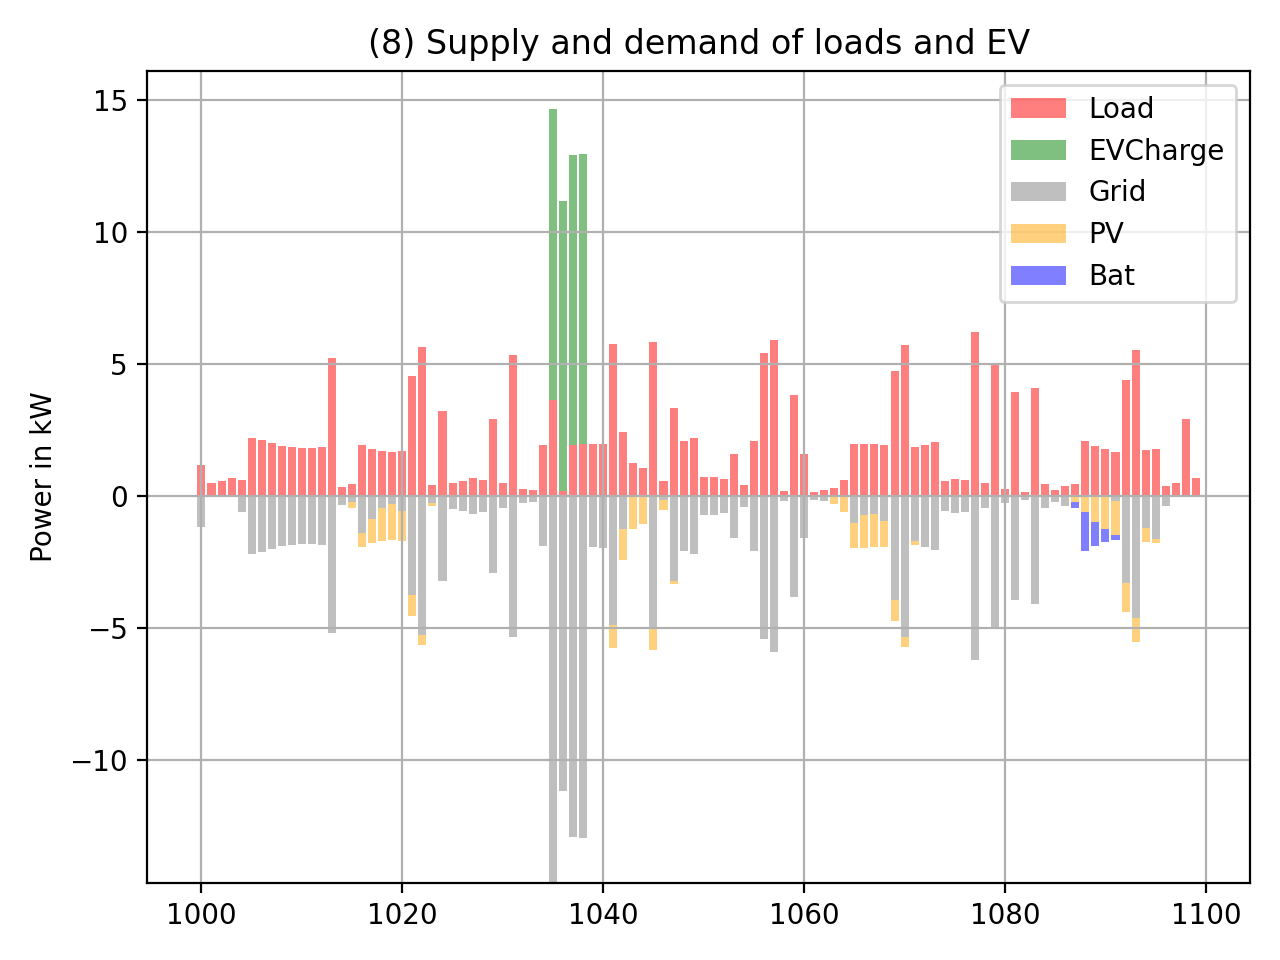 (8) Supply and demand of loads and EV
Power in kW
15
10
5
0
−5
−10
1000
1020
1040
1060
1080
1100
Load
EVCharge
Grid
PV
Bat